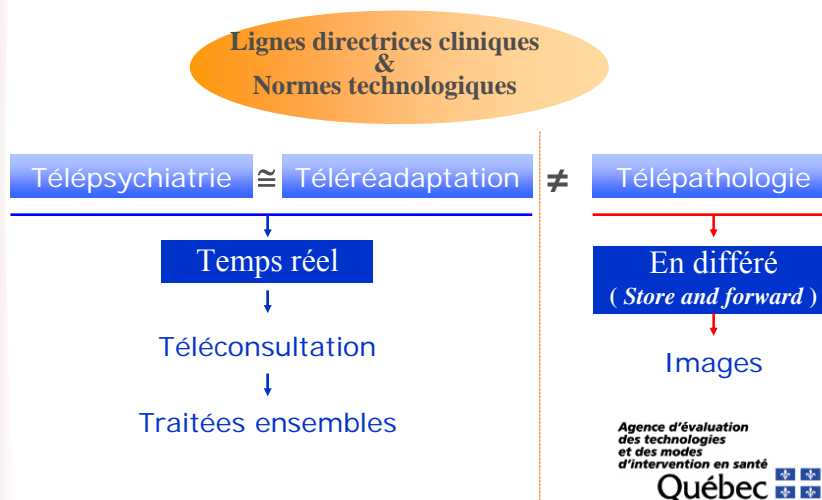 Lignes directrices cliniques
&
Normes technologiques
Télépsychiatrie ≅ Téléréadaptation ≠ Télépathologie
Temps réel
Téléconsultation
Traitées ensembles
En différé
( Store and forward )
Images
Agence d'évaluation
des technologies
et des modes
d'intervention en santé
Québec